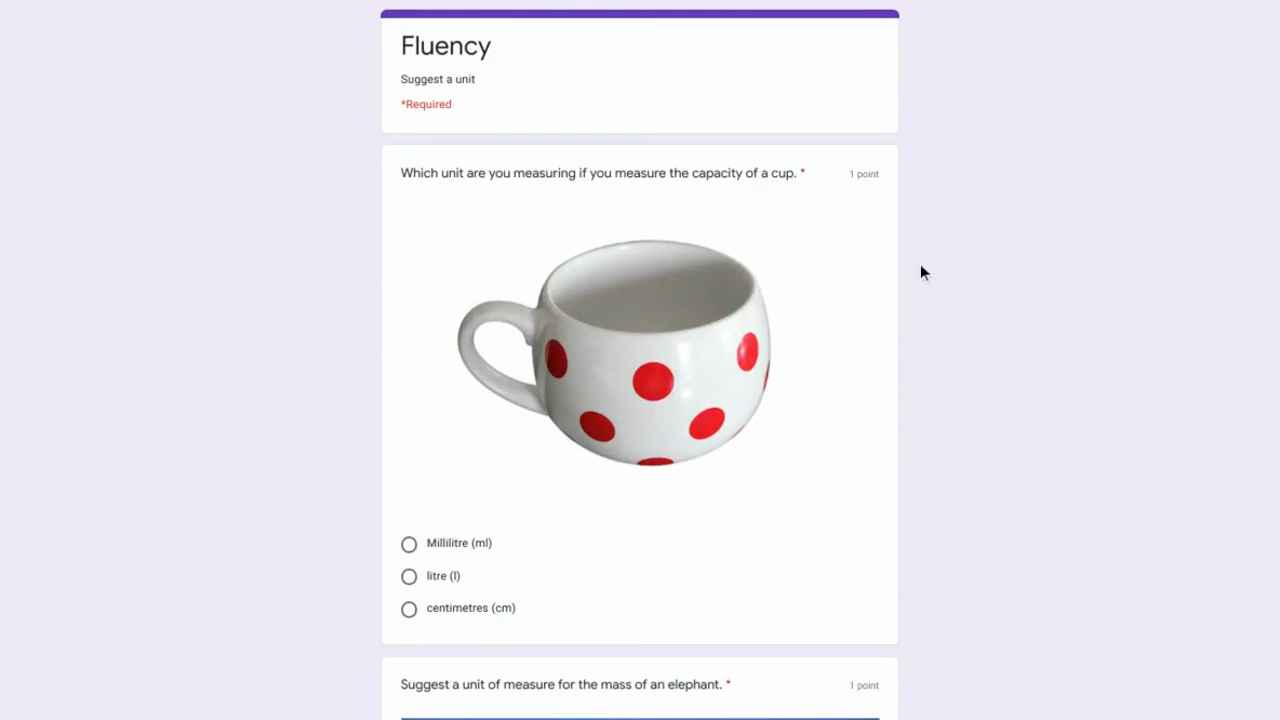 Fluency
Suggest a unit
*Required
Which unit are you measuring if you measure the capacity of a cup. *
1 point
Millilitre (ml)
litre (l)
centimetres (cm)
Suggest a unit of measure for the mass of an elephant. *
1 point